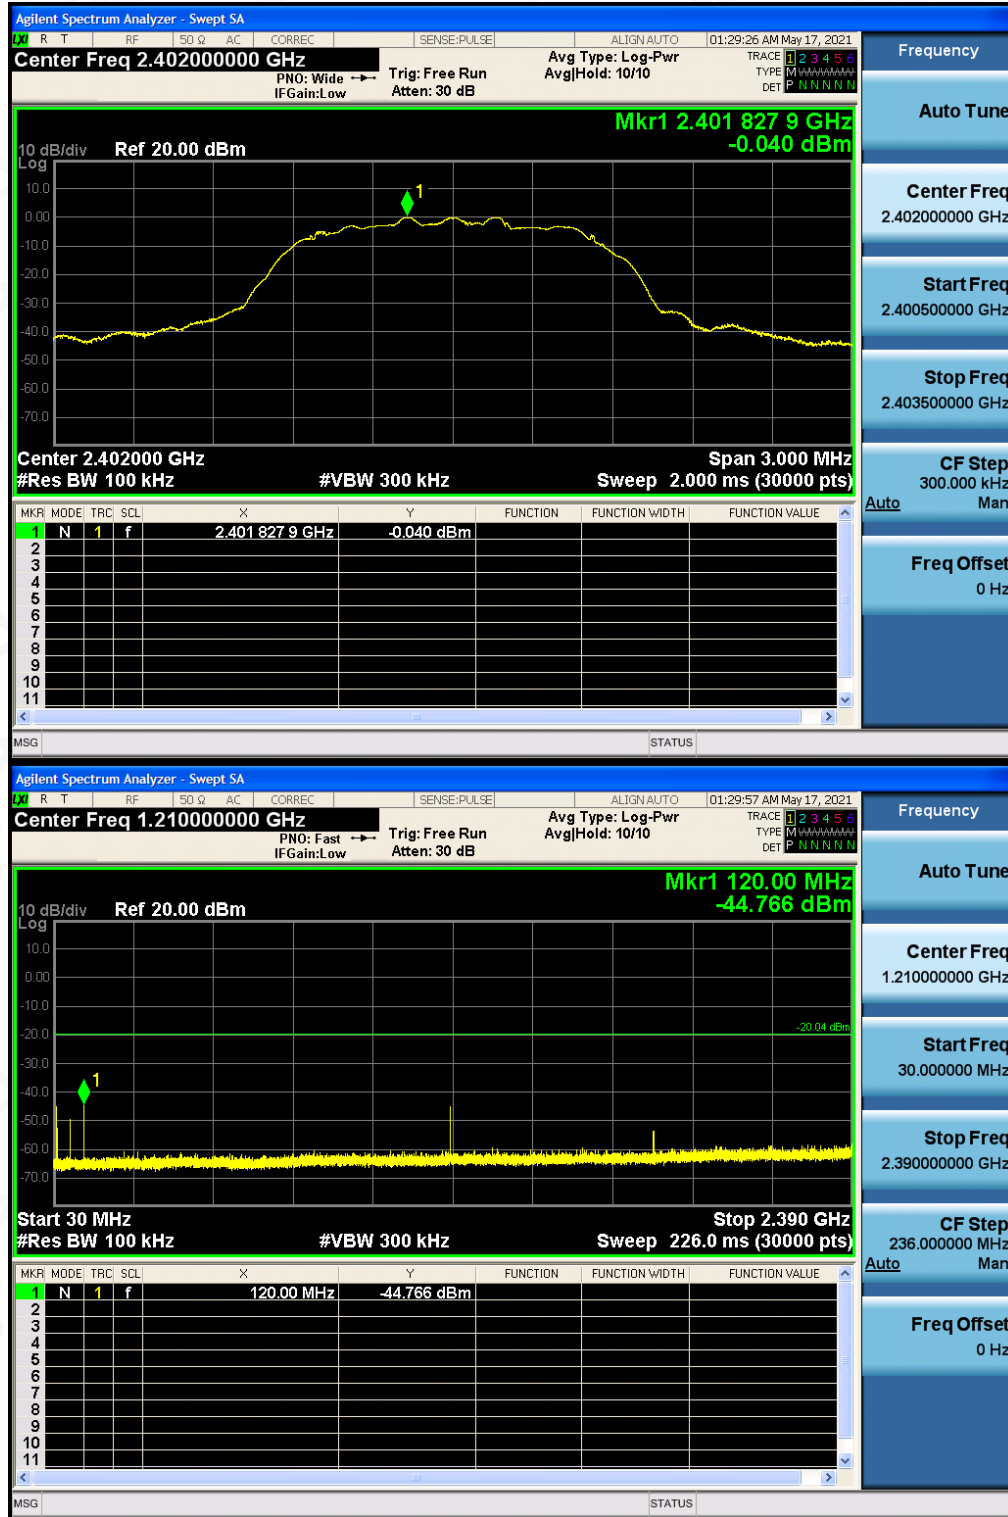 Agilent Spectrum Analyzer - Swept SA
LXI R T RF 50 Ω AC CORREC SENSE:PULSE ALIGNAUTO 01:29:26 AM May 17, 2021
Center Freq 2.402000000 GHz
PNO: Wide
IFGain:Low
Trig: Free Run
Atten: 30 dB
Avg Type: Log-Pwr
Avg|Hold: 10/10
TRACE 1 2 3 4 5 6
TYPE M WWWWW
DET P N N N N N
Mkr1 2.401 827 9 GHz
-0.040 dBm
10 dB/div Ref 20.00 dBm
Log
10.0
0.00
-10.0
-20.0
-30.0
-40.0
-50.0
-60.0
-70.0
1
Center 2.402000 GHz Span 3.000 MHz
#Res BW 100 kHz #VBW 300 kHz Sweep 2.000 ms (30000 pts)
MKR MODE TRC SCL X Y FUNCTION FUNCTION WIDTH FUNCTION VALUE
1 N 1 f 2.401 827 9 GHz -0.040 dBm
2
3
4
5
6
7
8
9
10
11
MSG STATUS
Frequency
Auto Tune
Center Freq
2.402000000 GHz
Start Freq
2.400500000 GHz
Stop Freq
2.403500000 GHz
CF Step
300.000 kHz
Auto Man
Freq Offset
0 Hz
Agilent Spectrum Analyzer - Swept SA
LXI R T RF 50 Ω AC CORREC SENSE:PULSE ALIGNAUTO 01:29:57 AM May 17, 2021
Center Freq 1.210000000 GHz
PNO: Fast
IFGain:Low
Trig: Free Run
Atten: 30 dB
Avg Type: Log-Pwr
Avg|Hold: 10/10
TRACE 1 2 3 4 5 6
TYPE M WWWWW
DET P N N N N N
Mkr1 120.00 MHz
-44.766 dBm
10 dB/div Ref 20.00 dBm
Log
10.0
0.00
-10.0
-20.0
-30.0
-40.0
-50.0
-60.0
-70.0
-20.04 dBm
1
Start 30 MHz Stop 2.390 GHz
#Res BW 100 kHz #VBW 300 kHz Sweep 226.0 ms (30000 pts)
MKR MODE TRC SCL X Y FUNCTION FUNCTION WIDTH FUNCTION VALUE
1 N 1 f 120.00 MHz -44.766 dBm
2
3
4
5
6
7
8
9
10
11
MSG STATUS
Frequency
Auto Tune
Center Freq
1.210000000 GHz
Start Freq
30.000000 MHz
Stop Freq
2.390000000 GHz
CF Step
236.000000 MHz
Auto Man
Freq Offset
0 Hz